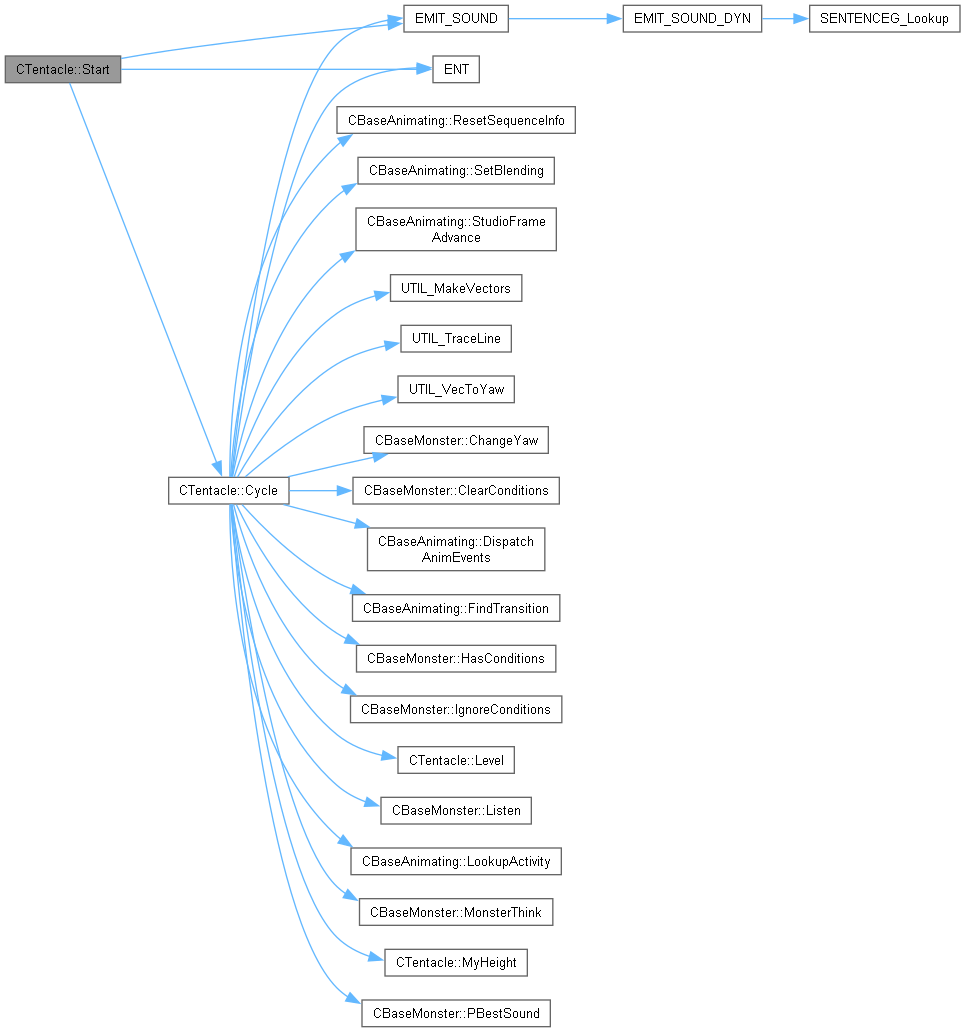 EMIT_SOUND
EMIT_SOUND_DYN
SENTENCEG_Lookup
CTentacle::Start
ENT
CBaseAnimating::ResetSequenceInfo
CBaseAnimating::SetBlending
CBaseAnimating::StudioFrame
Advance
UTIL_MakeVectors
UTIL_TraceLine
UTIL_VecToYaw
CBaseMonster::ChangeYaw
CTentacle::Cycle
CBaseMonster::ClearConditions
CBaseAnimating::Dispatch
AnimEvents
CBaseAnimating::FindTransition
CBaseMonster::HasConditions
CBaseMonster::IgnoreConditions
CTentacle::Level
CBaseMonster::Listen
CBaseAnimating::LookupActivity
CBaseMonster::MonsterThink
CTentacle::MyHeight
CBaseMonster::PBestSound